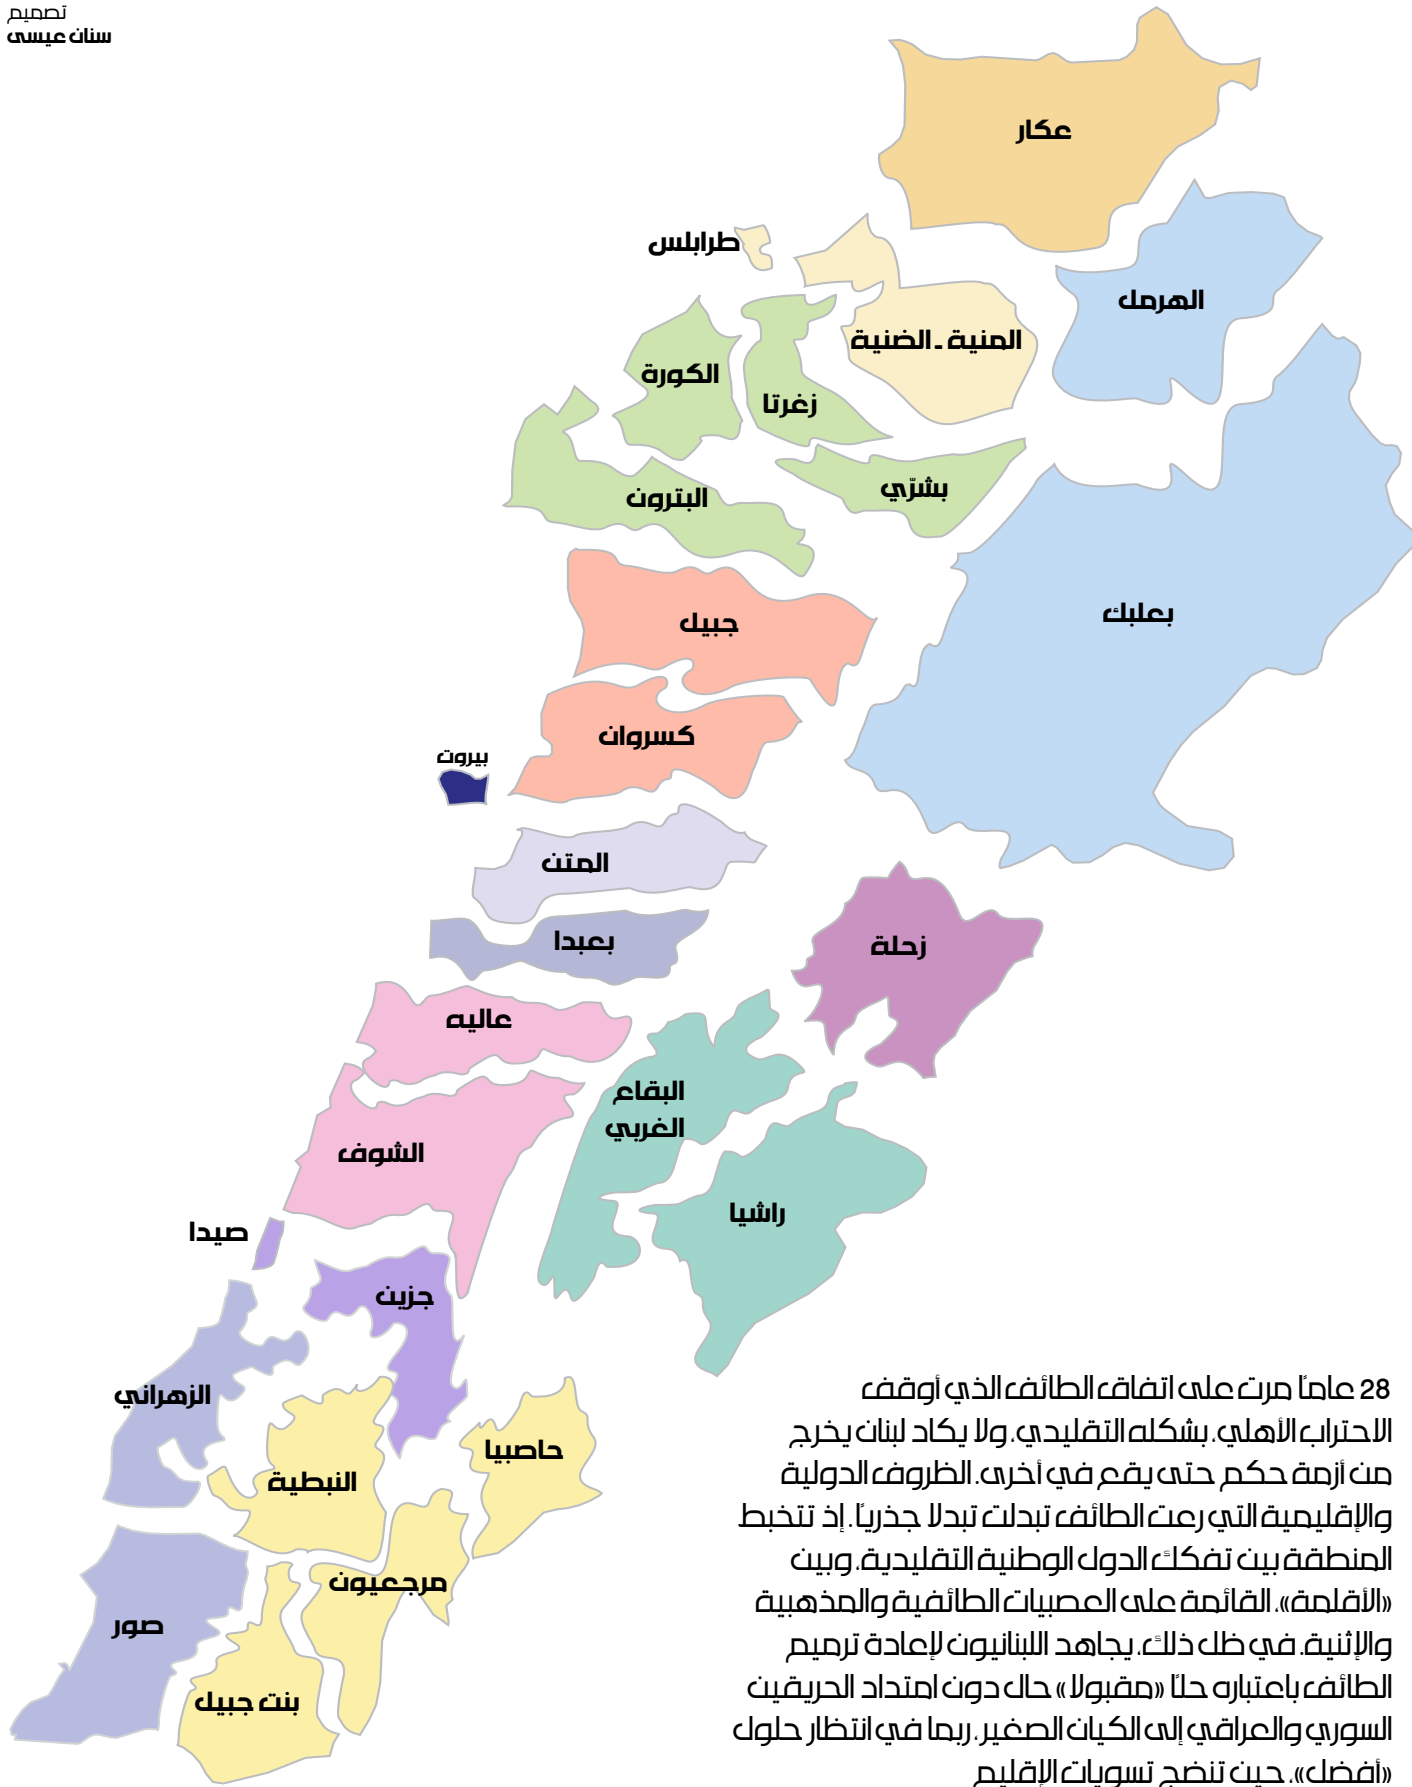 تصميم
سنان عيسى
عكار
طرابلس
الهرمل
المنية ـ الضنية
الكورة
زغرتا
بشرّي
البترون
بعلبك
جبيل
كسروان
بيروت
المتن
بعبدا
زحلة
عاليه
البقاع
الغربي
الشوف
راشيا
صيدا
جزين
الزهراني
حاصبيا
النبطية
مرجعيون
صور
بنت جبيل
28 عامًا مرت على اتفاق الطائف الذي أوقف
الاحتراب الأهلي، بشكله التقليدي، ولا يكاد لبنان يخرج
من أزمة حكم حتى يقع في أخرى. الظروف الدولية
والإقليمية التي رعت الطائف تبدلت تبدلا جذريًا. إذ تتخبط
المنطقة بين تفكك الدول الوطنية التقليدية، وبين
«الأقلمة»، القائمة على العصبيات الطائفية والمذهبية
والإثنية. في ظل ذلك، يجاهد اللبنانيون لإعادة ترميم
الطائف باعتباره حلًا «مقبولا» حال دون امتداد الحريقين
السوري والعراقي إلى الكيان الصغير، ربما في انتظار حلول
«أفضل»، حين تنضج تسويات الإقليم